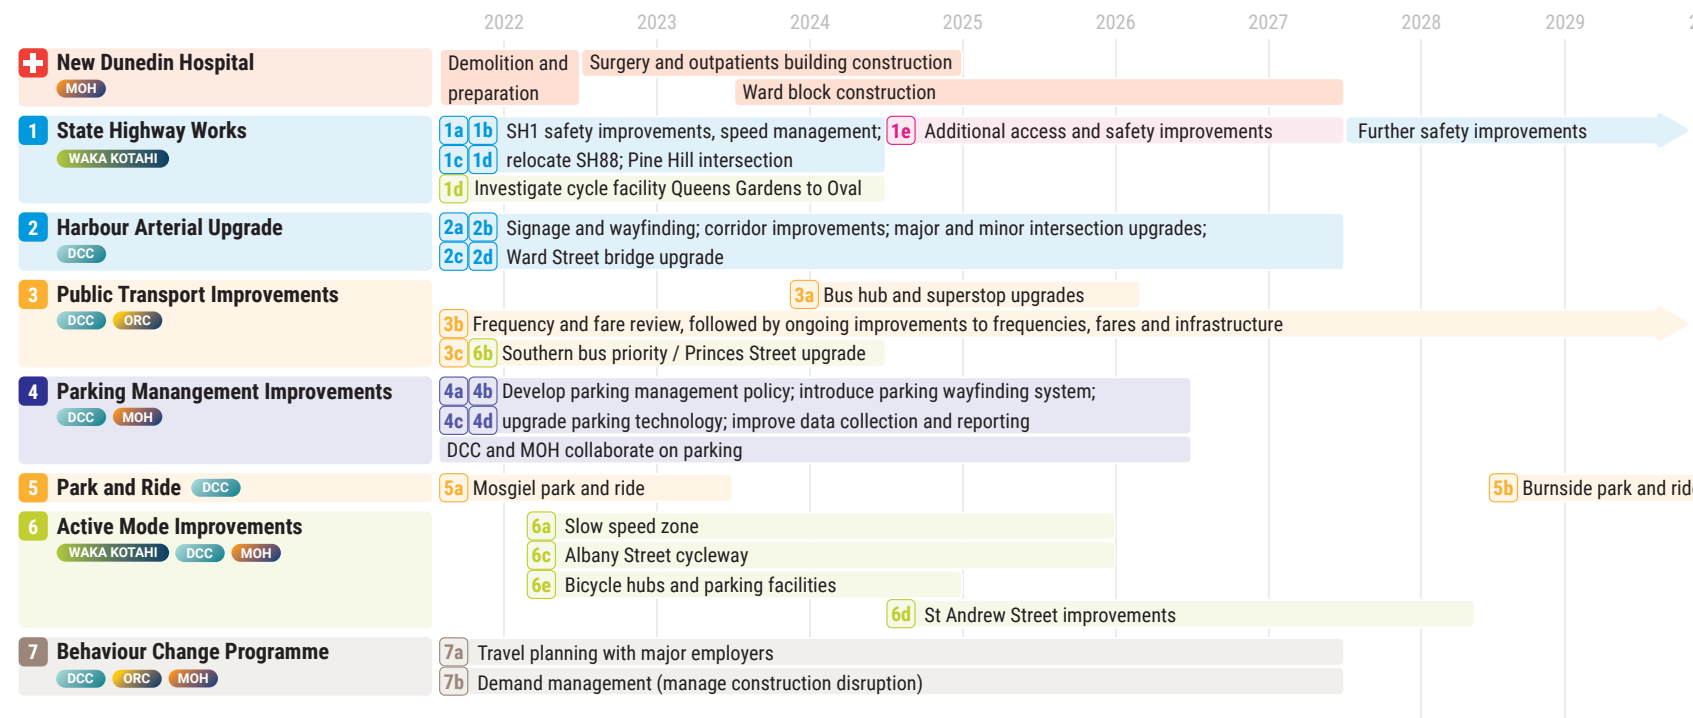 2022 2023 2024 2025 2026 2027 2028 2029 2
New Dunedin Hospital
MOH
Demolition and
preparation
Surgery and outpatients building construction
Ward block construction
1 State Highway Works
WAKA KOTAHI
1a 1b SH1 safety improvements, speed management;
1c 1d relocate SH88; Pine Hill intersection
1e Additional access and safety improvements
Further safety improvements
1d Investigate cycle facility Queens Gardens to Oval
2 Harbour Arterial Upgrade
DCC
2a 2b Signage and wayfinding; corridor improvements; major and minor intersection upgrades;
2c 2d Ward Street bridge upgrade
3 Public Transport Improvements
DCC ORC
3a Bus hub and superstop upgrades
3b Frequency and fare review, followed by ongoing improvements to frequencies, fares and infrastructure
3c 6b Southern bus priority / Princes Street upgrade
4 Parking Manangement Improvements
DCC MOH
4a 4b Develop parking management policy; introduce parking wayfinding system;
4c 4d upgrade parking technology; improve data collection and reporting
DCC and MOH collaborate on parking
5 Park and Ride DCC
5a Mosgiel park and ride
5b Burnside park and rid
6 Active Mode Improvements
WAKA KOTAHI DCC MOH
6a Slow speed zone
6c Albany Street cycleway
6e Bicycle hubs and parking facilities
6d St Andrew Street improvements
7 Behaviour Change Programme
DCC ORC MOH
7a Travel planning with major employers
7b Demand management (manage construction disruption)